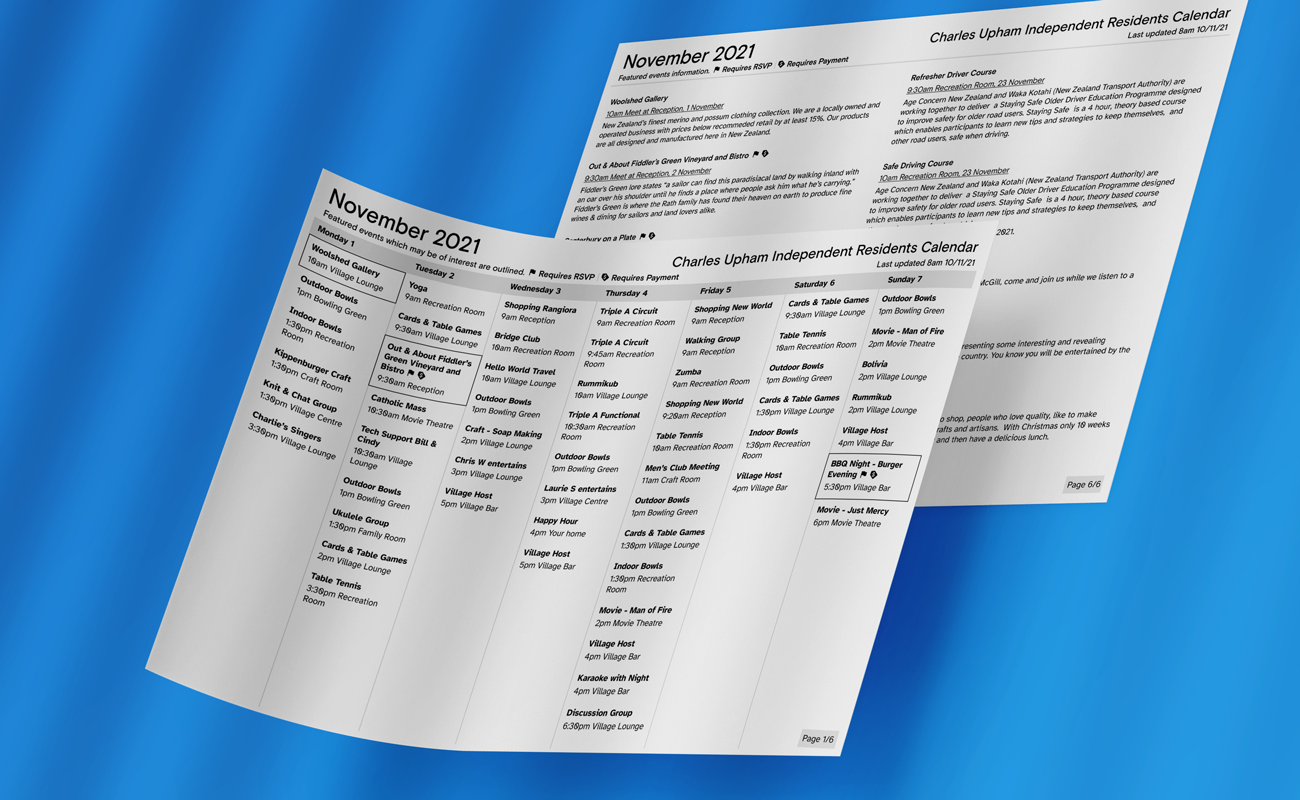 November 2021
Featured events which may be of interest are outlined. Requires RSVP Requires Payment
Charles Upham Independent Residents Calendar
Last updated 8am 10/11/21
Monday 1
Woolshed Gallery
10am Village Lounge
Outdoor Bowls
1pm Bowling Green
Indoor Bowls
1:30pm Recreation
Room
Kippenburger Craft
1:30pm Craft Room
Knit & Chat Group
1:30pm Village Centre
Charlie's Singers
3:30pm Village Lounge
Tuesday 2
Yoga
9am Recreation Room
Cards & Table Games
9:30am Village Lounge
Out & About Fiddler's
Green Vineyard and
Bistro
9:30am Reception
Catholic Mass
10:30am Movie Theatre
Tech Support Bill &
Cindy
10:30am Village
Lounge
Outdoor Bowls
1pm Bowling Green
Ukulele Group
1:30pm Family Room
Cards & Table Games
2pm Village Lounge
Table Tennis
3:30pm Recreation
Room
Wednesday 3
Shopping Rangiora
9am Reception
Bridge Club
10am Recreation Room
Hello World Travel
10am Village Lounge
Outdoor Bowls
1pm Bowling Green
Craft - Soap Making
2pm Village Lounge
Chris W entertains
3pm Village Lounge
Village Host
5pm Village Bar
Thursday 4
Triple A Circuit
9am Recreation Room
Triple A Circuit
9:45am Recreation
Room
Rummikub
10am Village Lounge
Triple A Functional
10:30am Recreation
Room
Outdoor Bowls
1pm Bowling Green
Laurie S entertains
3pm Village Centre
Happy Hour
4pm Your home
Village Host
5pm Village Bar
Friday 5
Shopping New World
9am Reception
Walking Group
9am Reception
Zumba
9am Recreation Room
Shopping New World
9:20am Reception
Table Tennis
10am Recreation Room
Men's Club Meeting
11am Craft Room
Outdoor Bowls
1pm Bowling Green
Cards & Table Games
1:30pm Village Lounge
Indoor Bowls
1:30pm Recreation
Room
Movie - Man of Fire
2pm Movie Theatre
Village Host
4pm Village Bar
Karaoke with Night
4pm Village Bar
Discussion Group
6:30pm Village Lounge
Saturday 6
Cards & Table Games
9:30am Village Lounge
Table Tennis
10am Recreation Room
Outdoor Bowls
1pm Bowling Green
Cards & Table Games
1:30pm Village Lounge
Indoor Bowls
1:30pm Recreation
Room
Village Host
4pm Village Bar
Sunday 7
Outdoor Bowls
1pm Bowling Green
Movie - Man of Fire
2pm Movie Theatre
Bolivia
2pm Village Lounge
Rummikub
2pm Village Lounge
Village Host
4pm Village Bar
BBQ Night - Burger
Evening
5:30pm Village Bar
Movie - Just Mercy
6pm Movie Theatre
Page 1/6
November 2021
Featured events information. Requires RSVP Requires Payment
Charles Upham Independent Residents Calendar
Last updated 8am 10/11/21
Woolshed Gallery
10am Meet at Reception, 1 November
New Zealand's finest merino and possum clothing collection. We are a locally owned and
operated business with prices below recommeded retail by at least 15%. Our products
are all designed and manufactured here in New Zealand.
Out & About Fiddler's Green Vineyard and Bistro
9:30am Meet at Reception, 2 November
Fiddler's Green lore states "a sailor can find this paradisiacal land by walking inland with
an oar over his shoulder until he finds a place where people ask him what he's carrying."
Fiddler's Green is where the Rath family has found their heaven on earth to produce fine
wines & dining for sailors and land lovers alike.
on a Plate
Refresher Driver Course
9:30am Recreation Room, 23 November
Age Concern New Zealand and Waka Kotahi (New Zealand Transport Authority) are
working together to deliver a Staying Safe Older Driver Education Programme designed
to improve safety for older road users. Staying Safe is a 4 hour, theory based course
which enables participants to learn new tips and strategies to keep themselves, and
other road users, safe when driving.
Safe Driving Course
10am Recreation Room, 23 November
Age Concern New Zealand and Waka Kotahi (New Zealand Transport Authority) are
working together to deliver a Staying Safe Older Driver Education Programme designed
to improve safety for older road users. Staying Safe is a 4 hour, theory based course
which enables participants to learn new tips and strategies to keep themselves, and
2021.
come and join us while we listen to a
some interesting and revealing
country. You know you will be entertained by the
shop, people who love quality, like to make
and artisans. With Christmas only 10 weeks
and then have a delicious lunch.
Page 6/6